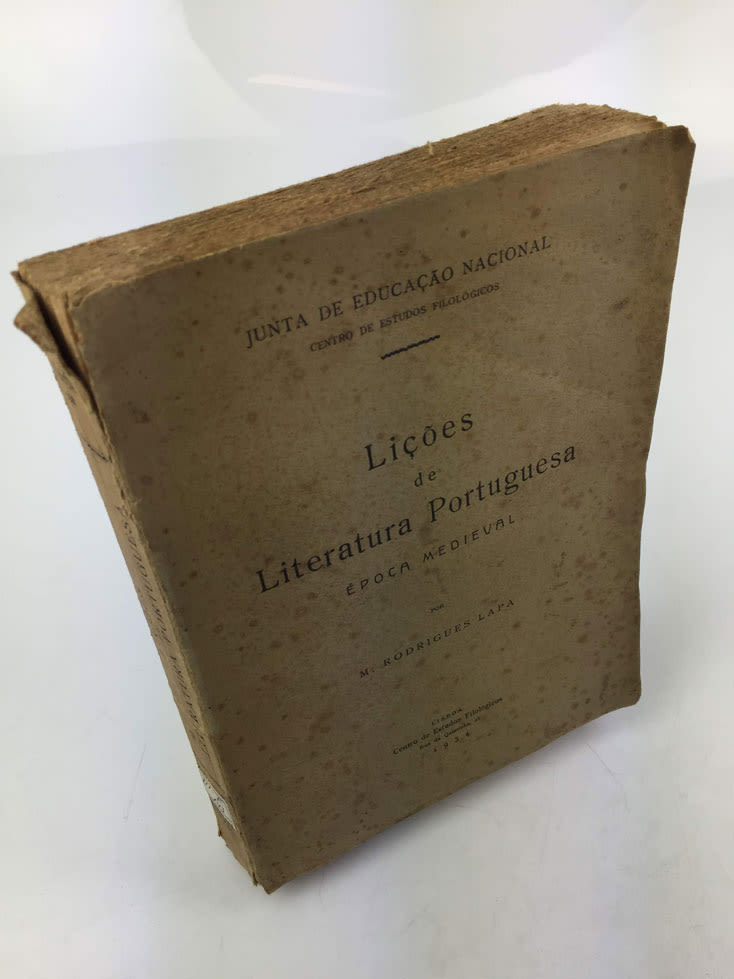 JUNTA DE EDUCAÇÃO NACIONAL
CENTRO DE ESTUDOS FILOLÓGICOS
Lições
de
Literatura Portuguesa
ÉPOCA MEDIEVAL
POR
M. RODRIGUES LAPA
LISBOA
Centro de Estudos Filológicos
1934